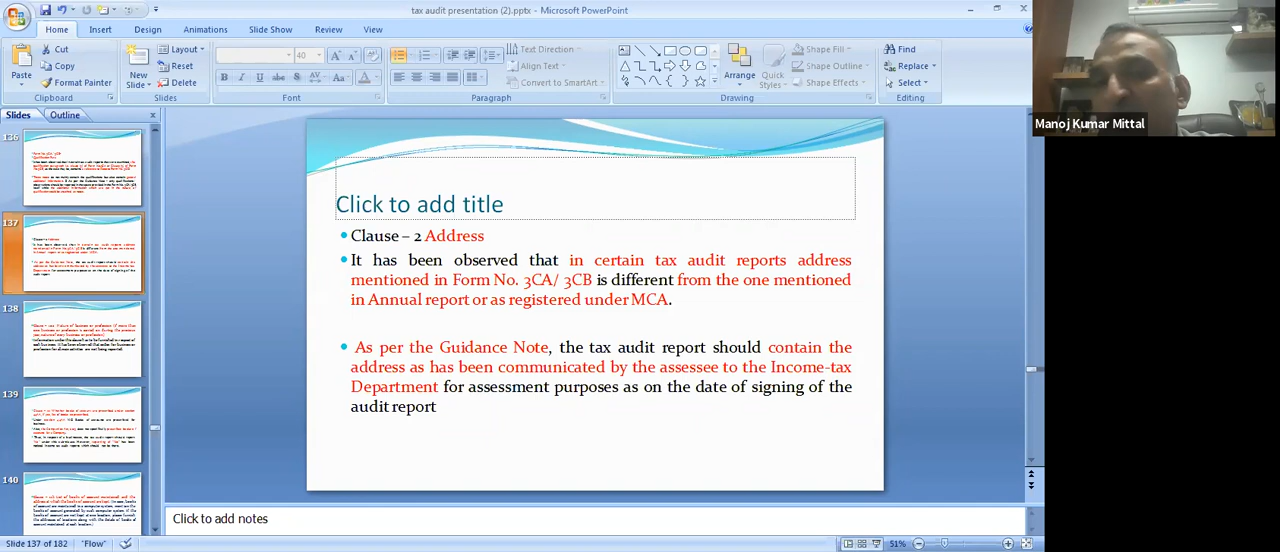 tax audit presentation (2).pptx - Microsoft PowerPoint
Home Insert Design Animations Slide Show Review View
Paste
Cut
Copy
Format Painter
Clipboard
New Slide
Layout
Reset
Delete
Slides
40
Font
Paragraph
Text Direction
Align Text
Convert to SmartArt
Arrange
Quick Styles
Shape Fill
Shape Outline
Shape Effects
Drawing
Find
Replace
Select
Editing
Manoj Kumar Mittal
Slides Outline
136
137
138
139
140
Click to add title
Clause – 2 Address
It has been observed that in certain tax audit reports address
mentioned in Form No. 3CA/ 3CB is different from the one mentioned
in Annual report or as registered under MCA.
As per the Guidance Note, the tax audit report should contain the
address as has been communicated by the assessee to the Income-tax
Department for assessment purposes as on the date of signing of the
audit report
Click to add notes
Slide 137 of 182 "Flow" 51%